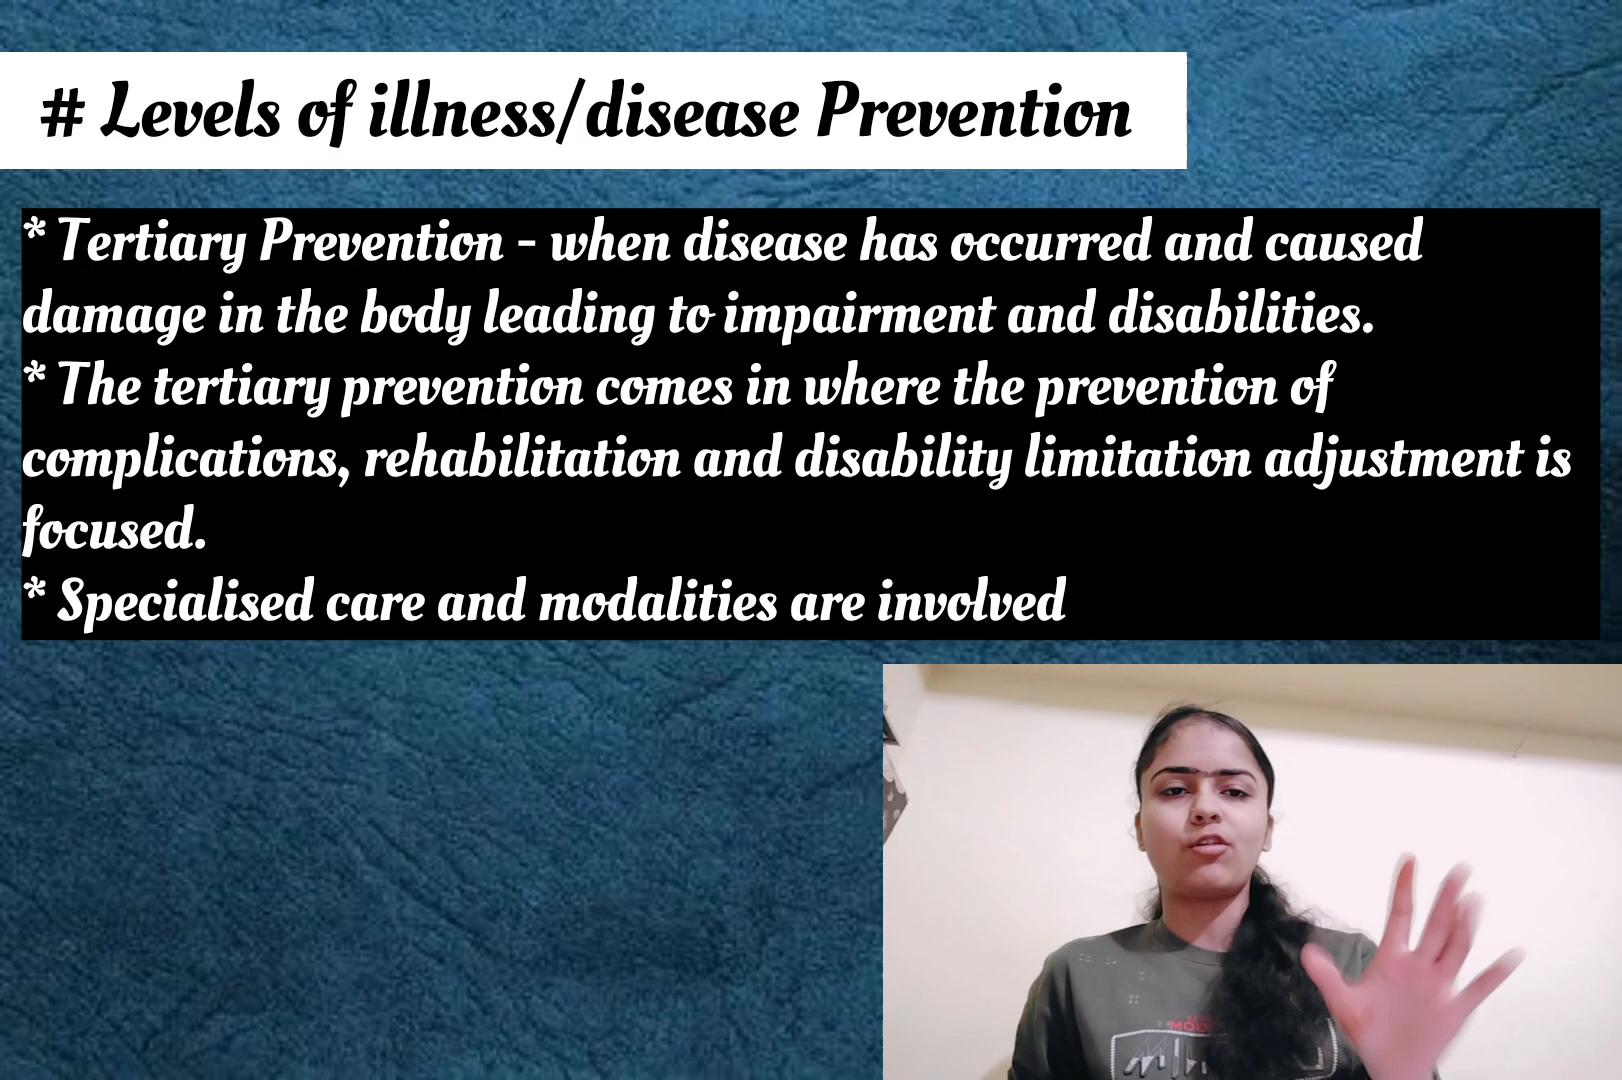 # Levels of illness/disease Prevention
* Tertiary Prevention - when disease has occurred and caused
damage in the body leading to impairment and disabilities.
* The tertiary prevention comes in where the prevention of
complications, rehabilitation and disability limitation adjustment is
focused.
* Specialised care and modalities are involved